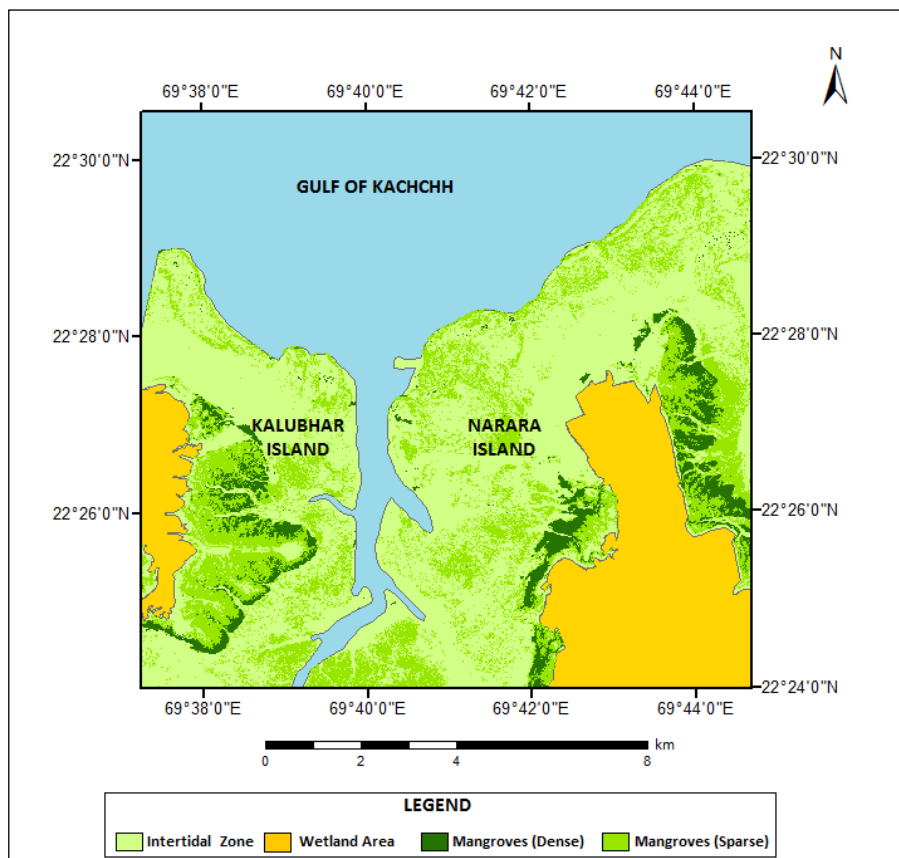 N
69°38'0"E 69°40'0"E 69°42'0"E 69°44'0"E
22°30'0"N 22°30'0"N
GULF OF KACHCHH
22°28'0"N 22°28'0"N
KALUBHAR
ISLAND
NARARA
ISLAND
22°26'0"N 22°26'0"N
22°24'0"N
69°38'0"E 69°40'0"E 69°42'0"E 69°44'0"E
km
0 2 4 8
LEGEND
Intertidal Zone Wetland Area Mangroves (Dense) Mangroves (Sparse)